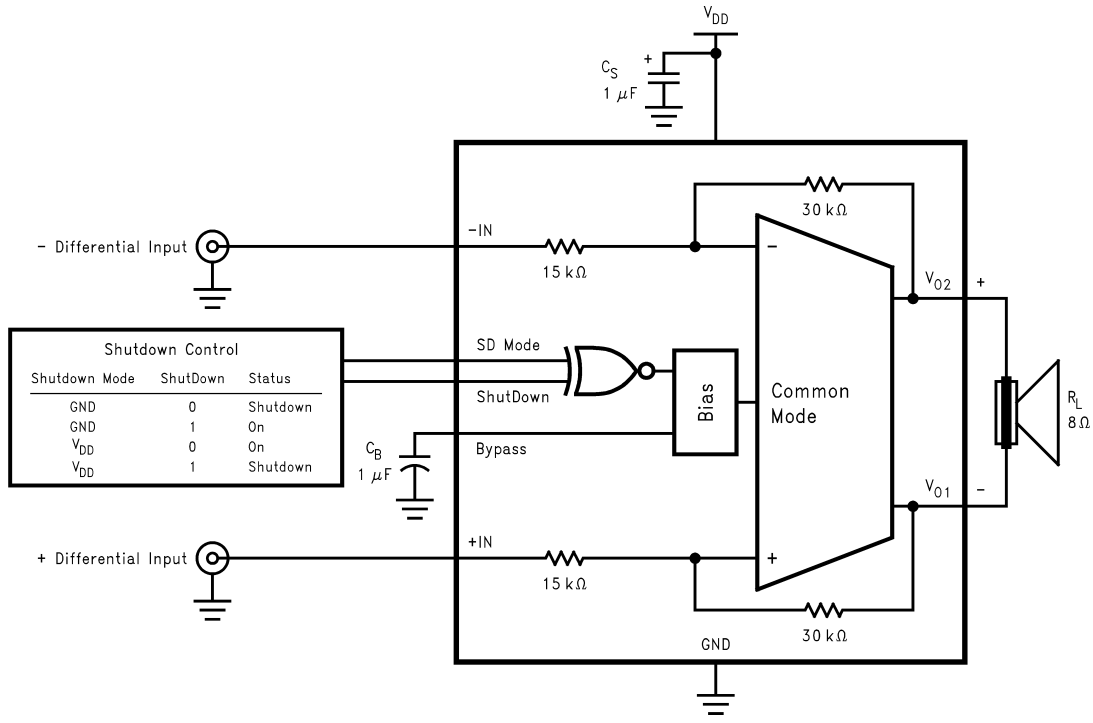 V_DD
+
C_S
1 μF
30 kΩ
− Differential Input
-IN
15 kΩ
−
V_O2
+
Shutdown Control
Shutdown Mode ShutDown Status
GND 0 Shutdown
GND 1 On
V_DD 0 On
V_DD 1 Shutdown
SD Mode
ShutDown
Bias
Common
Mode
R_L
8 Ω
C_B
1 μF
Bypass
V_O1
−
+ Differential Input
+IN
15 kΩ
+
30 kΩ
GND